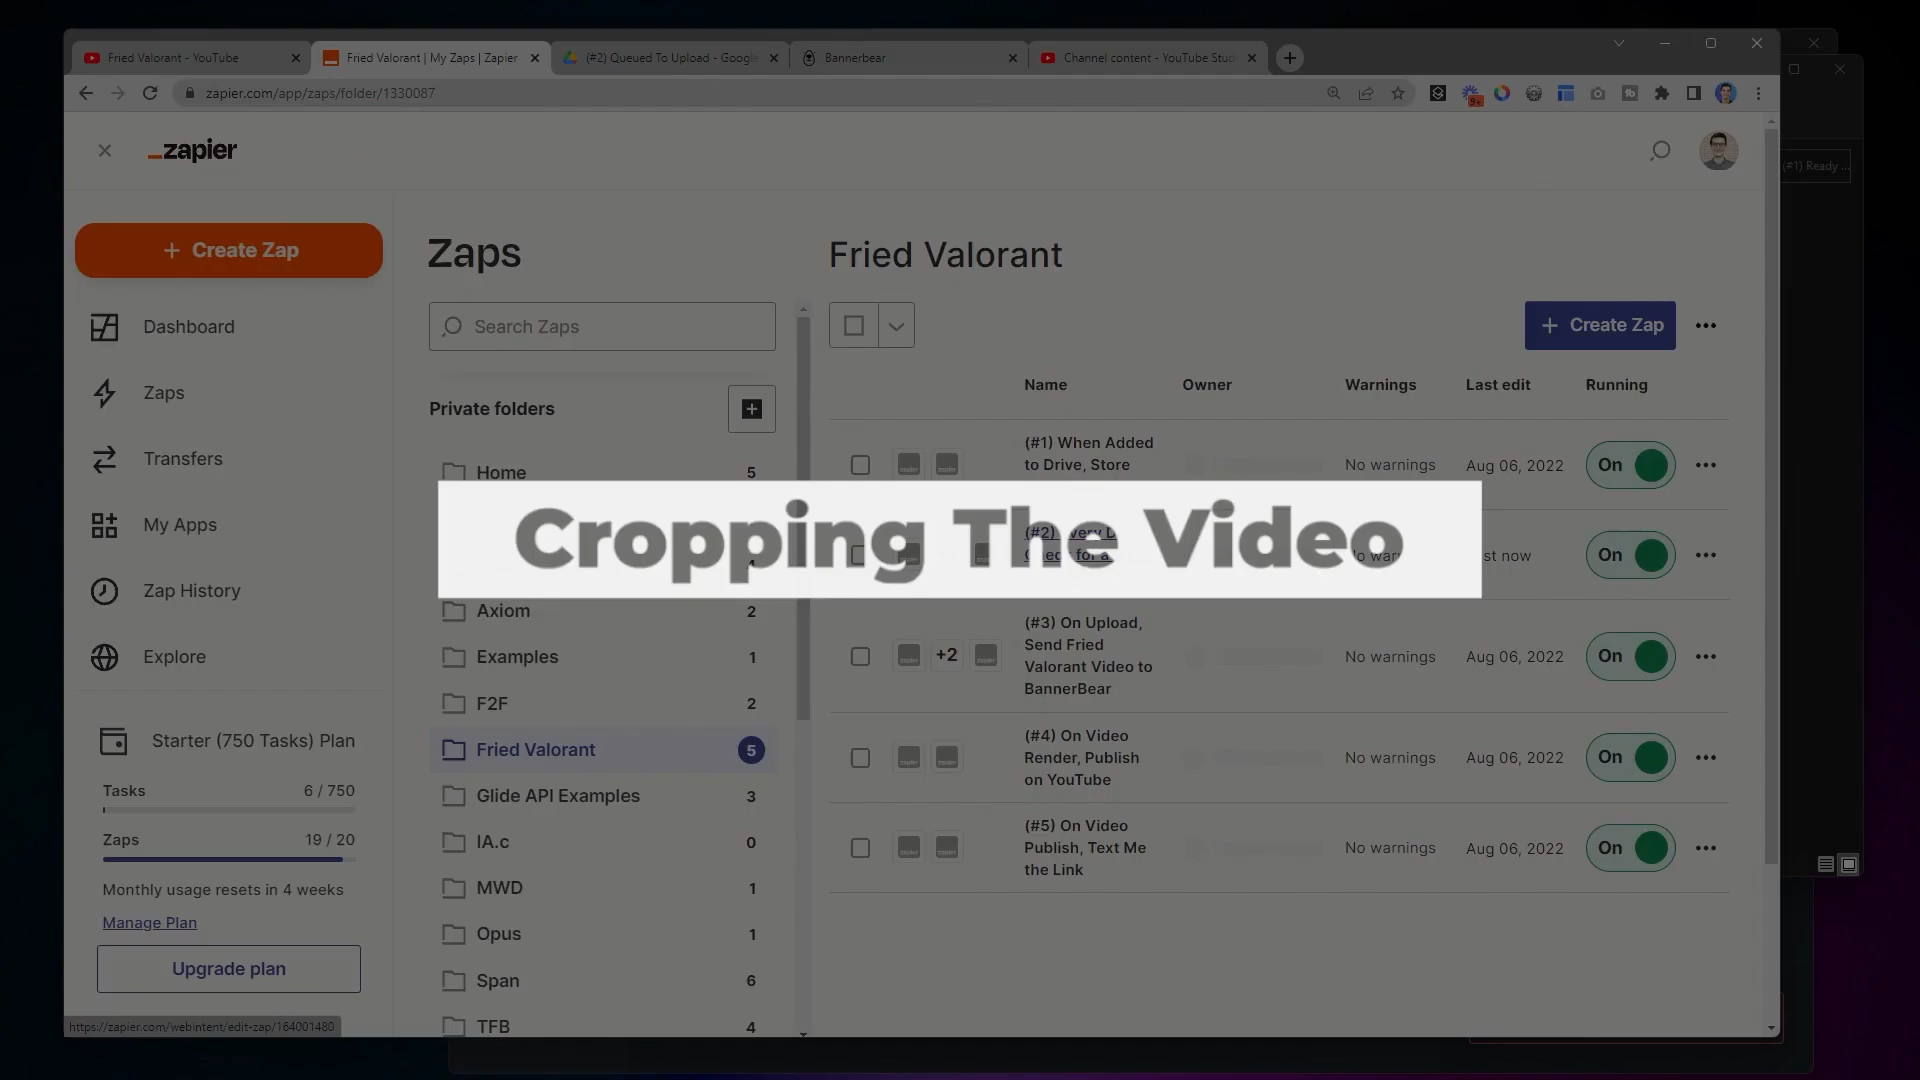 Fried Valorant - YouTube
Fried Valorant | My Zaps | Zapier
(#2) Queued To Upload - Google
Bannerbear
Channel content - YouTube Stud
zapier.com/app/zaps/folder/1330087
9+
zapier
(#1) Ready ...
+ Create Zap
Dashboard
Zaps
Transfers
My Apps
Zap History
Explore
Starter (750 Tasks) Plan
Tasks 6 / 750
Zaps 19 / 20
Monthly usage resets in 4 weeks
Manage Plan
Upgrade plan
https://zapier.com/webintent/edit-zap/164001480
Zaps
Search Zaps
Private folders
Home 5
4
Axiom 2
Examples 1
F2F 2
Fried Valorant 5
Glide API Examples 3
IA.c 0
MWD 1
Opus 1
Span 6
TFB 4
Fried Valorant
+ Create Zap
Name Owner Warnings Last edit Running
(#1) When Added
to Drive, Store
No warnings Aug 06, 2022 On
Cropping The Video
(#2)
for a
On
+2
(#3) On Upload,
Send Fried
Valorant Video to
BannerBear
No warnings Aug 06, 2022 On
(#4) On Video
Render, Publish
on YouTube
No warnings Aug 06, 2022 On
(#5) On Video
Publish, Text Me
the Link
No warnings Aug 06, 2022 On